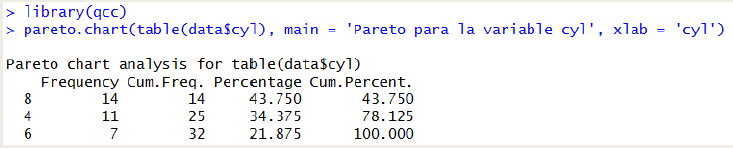 > library(qcc)
> pareto.chart(table(data$cyl), main = 'Pareto para la variable cyl', xlab = 'cyl')
Pareto chart analysis for table(data$cyl)
Frequency Cum.Freq. Percentage Cum.Percent.
8 14 14 43.750 43.750
4 11 25 34.375 78.125
6 7 32 21.875 100.000